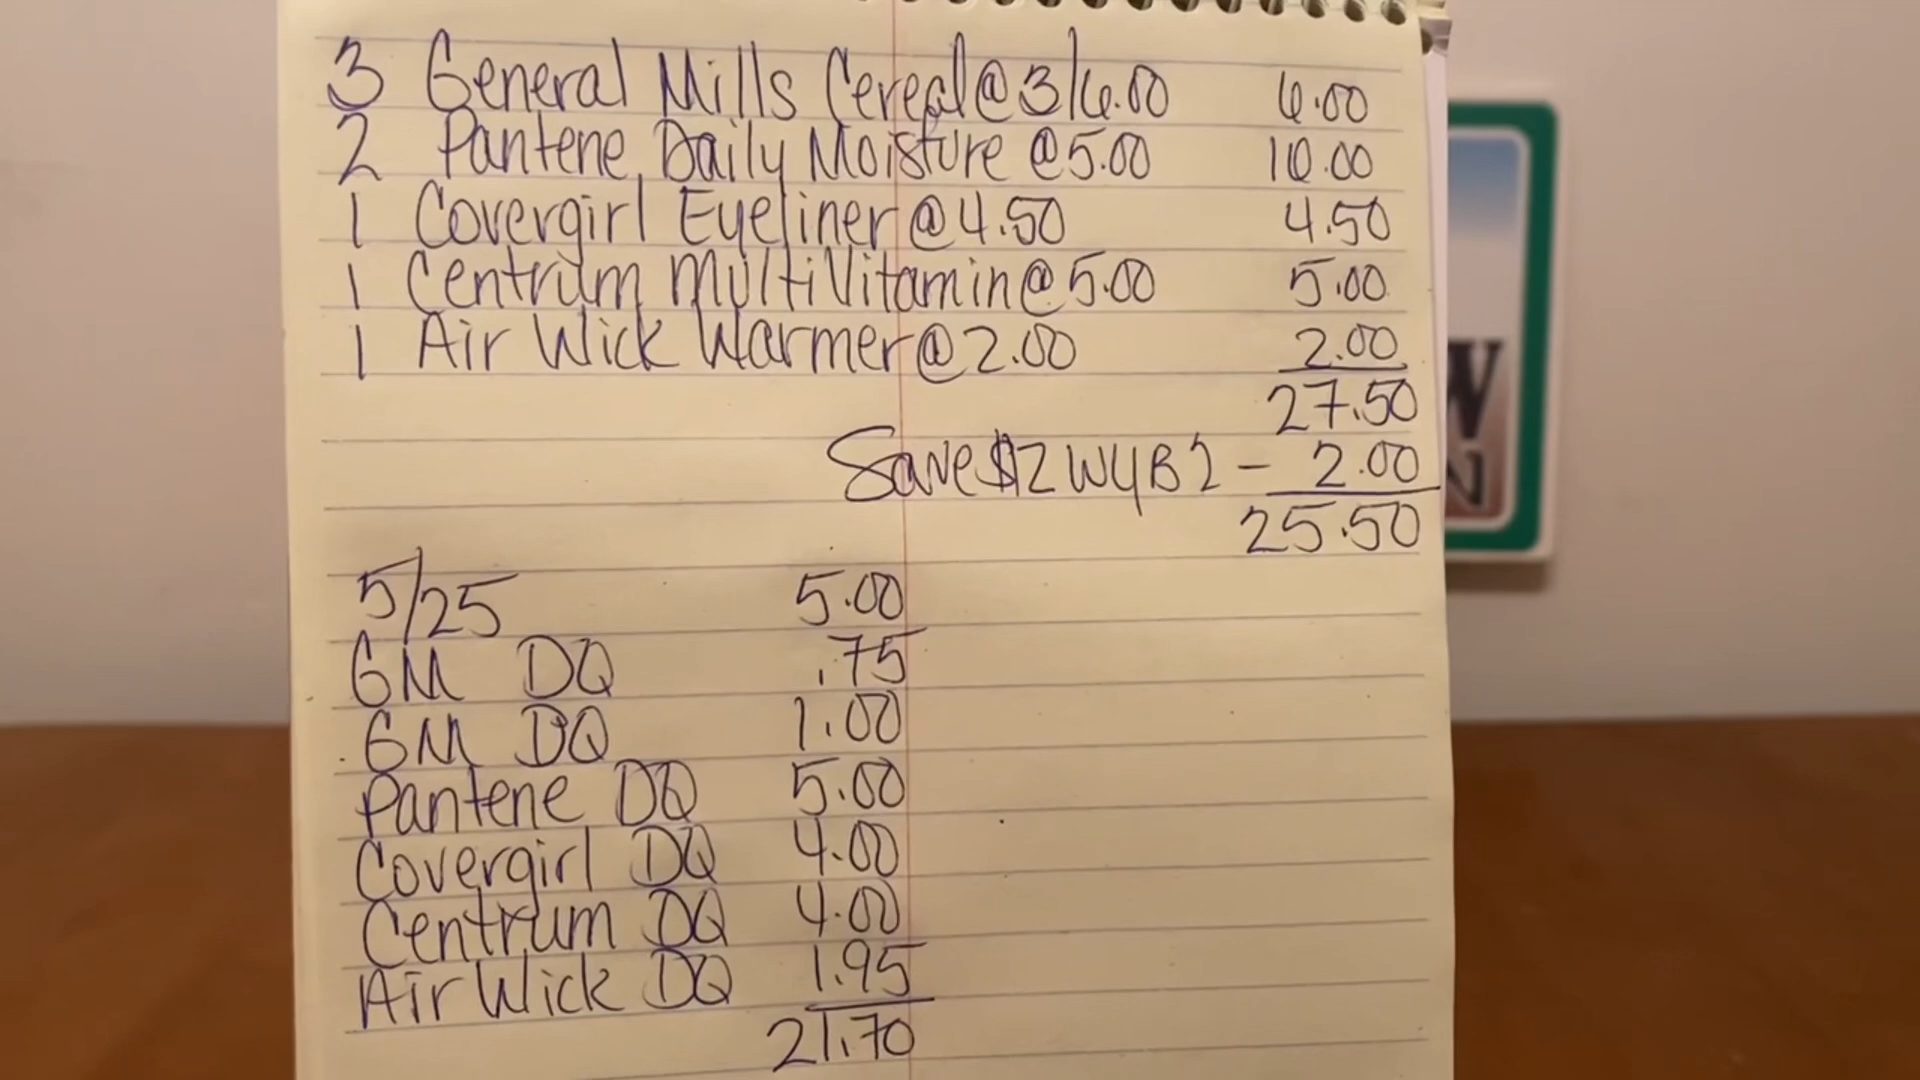 3 General Mills Cereal @ 3/6.00 6.00
2 Pantene Daily Moisture @ 5.00 10.00
1 Covergirl Eyeliner @ 4.50 4.50
1 Centrum MultiVitamin @ 5.00 5.00
1 Air Wick Warmer @ 2.00 2.00
27.50
Save $2 WYB 2 - 2.00
25.50
5/25 5.00
GM DQ .75
GM DQ 1.00
Pantene DQ 5.00
Covergirl DQ 4.00
Centrum DQ 4.00
Air Wick DQ 1.95
21.70
W
N